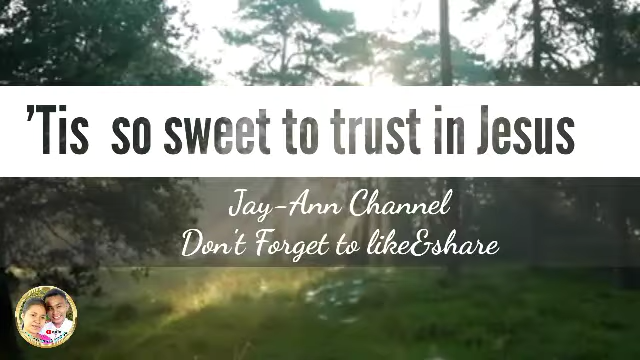 'Tis so sweet to trust in Jesus
Jay-Ann Channel
Don't Forget to like&share